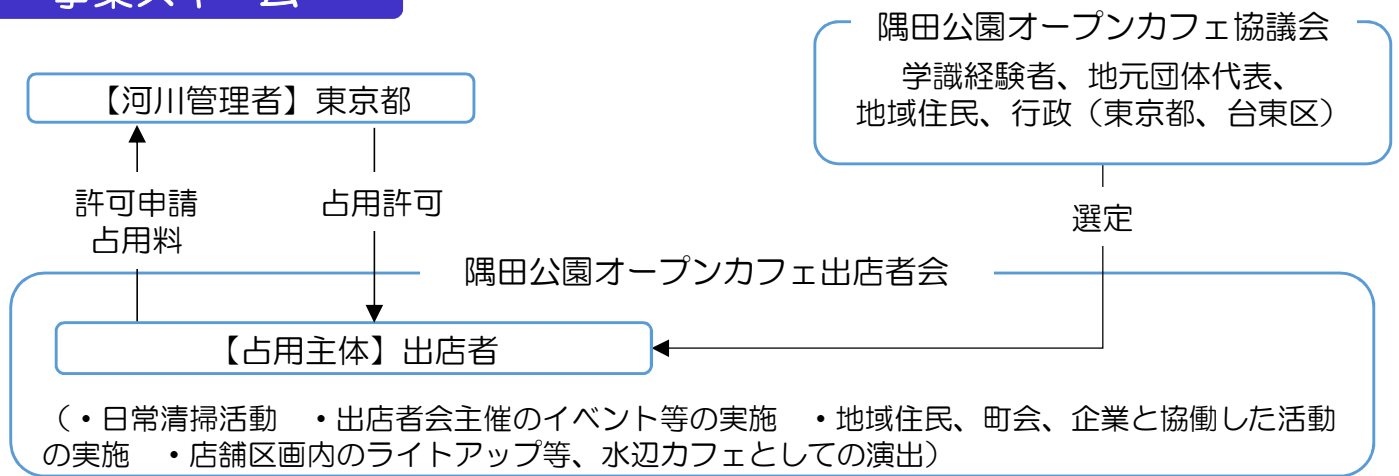 事業スキーム
隅田公園オープンカフェ協議会
学識経験者、地元団体代表、
地域住民、行政（東京都、台東区）
【河川管理者】東京都
許可申請
占用料
占用許可
選定
隅田公園オープンカフェ出店者会
【占用主体】出店者
（・日常清掃活動　・出店者会主催のイベント等の実施　・地域住民、町会、企業と協働した活動
の実施　・店舗区画内のライトアップ等、水辺カフェとしての演出）